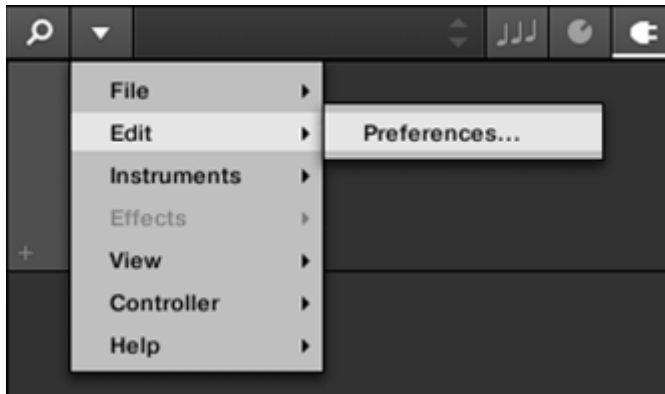 File
Edit
Preferences...
Instruments
Effects
View
Controller
Help